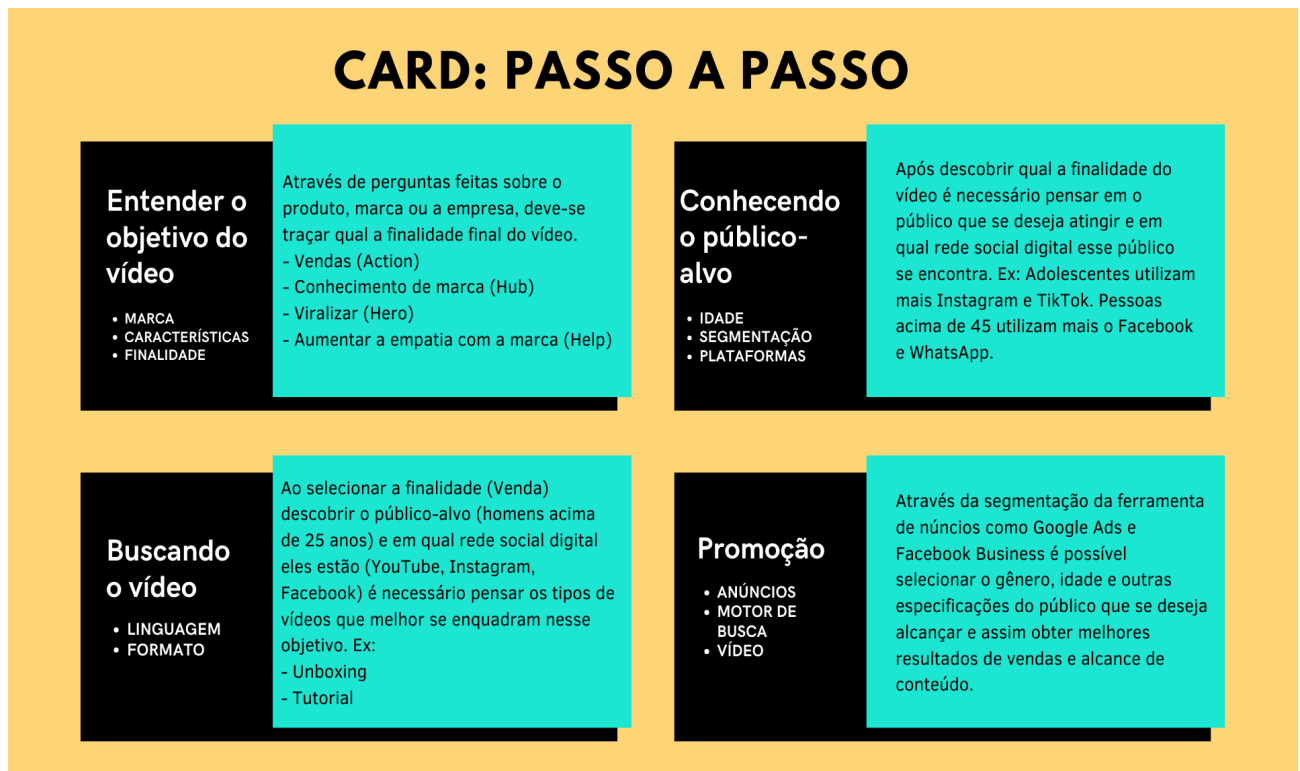 CARD: PASSO A PASSO
Entender o
objetivo do
vídeo
• MARCA
• CARACTERÍSTICAS
• FINALIDADE
Através de perguntas feitas sobre o
produto, marca ou a empresa, deve-se
traçar qual a finalidade final do vídeo.
- Vendas (Action)
- Conhecimento de marca (Hub)
- Viralizar (Hero)
- Aumentar a empatia com a marca (Help)
Conhecendo
o público-
alvo
• IDADE
• SEGMENTAÇÃO
• PLATAFORMAS
Após descobrir qual a finalidade do
vídeo é necessário pensar em o
público que se deseja atingir e em
qual rede social digital esse público
se encontra. Ex: Adolescentes utilizam
mais Instagram e TikTok. Pessoas
acima de 45 utilizam mais o Facebook
e WhatsApp.
Buscando
o vídeo
• LINGUAGEM
• FORMATO
Ao selecionar a finalidade (Venda)
descobrir o público-alvo (homens acima
de 25 anos) e em qual rede social digital
eles estão (YouTube, Instagram,
Facebook) é necessário pensar os tipos de
vídeos que melhor se enquadram nesse
objetivo. Ex:
- Unboxing
- Tutorial
Promoção
• ANÚNCIOS
• MOTOR DE
BUSCA
• VÍDEO
Através da segmentação da ferramenta
de núncios como Google Ads e
Facebook Business é possível
selecionar o gênero, idade e outras
especificações do público que se deseja
alcançar e assim obter melhores
resultados de vendas e alcance de
conteúdo.